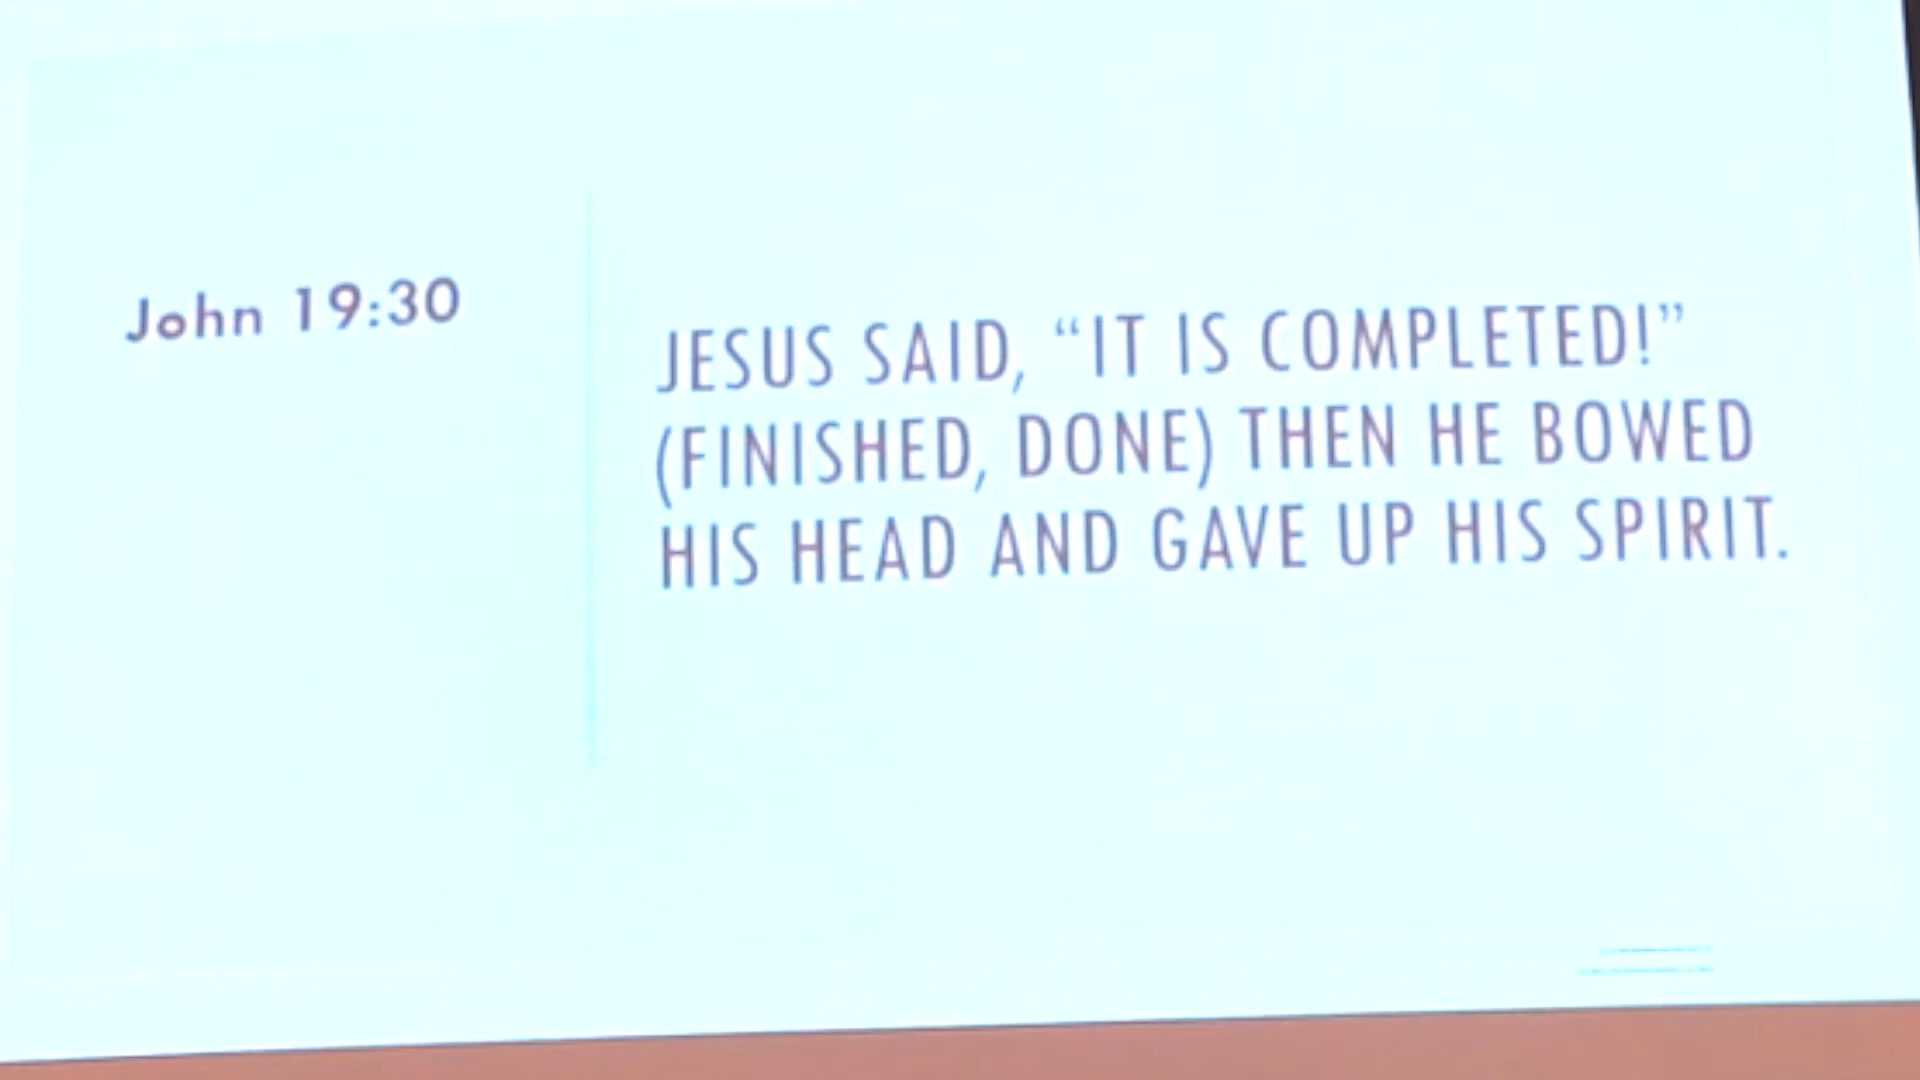 John 19:30
JESUS SAID, “IT IS COMPLETED!”
(FINISHED, DONE) THEN HE BOWED
HIS HEAD AND GAVE UP HIS SPIRIT.